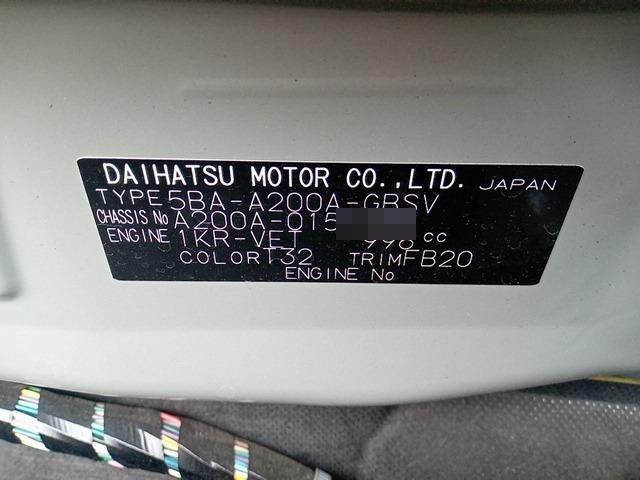 DAIHATSU MOTOR CO.,LTD. JAPAN
TYPE 5BA-A200A-GBSV
CHASSIS No A200A-015
ENGINE 1KR-VET 996 cc
COLOR T32 TRIM FB20
ENGINE No